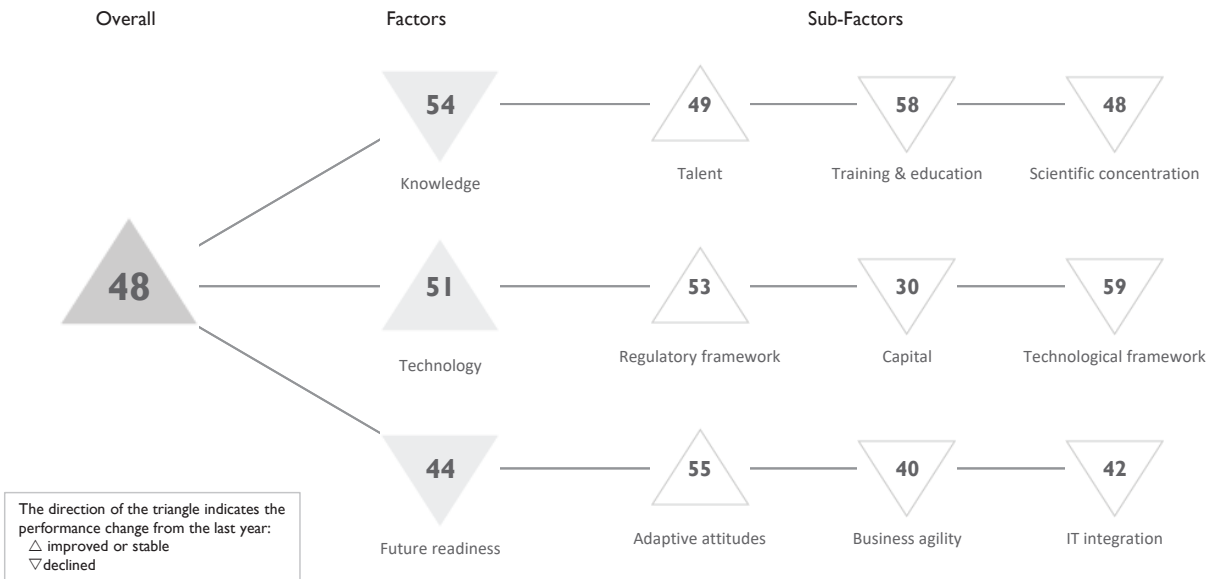 Overall Factors Sub-Factors
54 49 58 48
Knowledge Talent Training & education Scientific concentration
48 51 53 30 59
Technology Regulatory framework Capital Technological framework
44 55 40 42
Future readiness Adaptive attitudes Business agility IT integration
The direction of the triangle indicates the
performance change from the last year:
△ improved or stable
▽declined